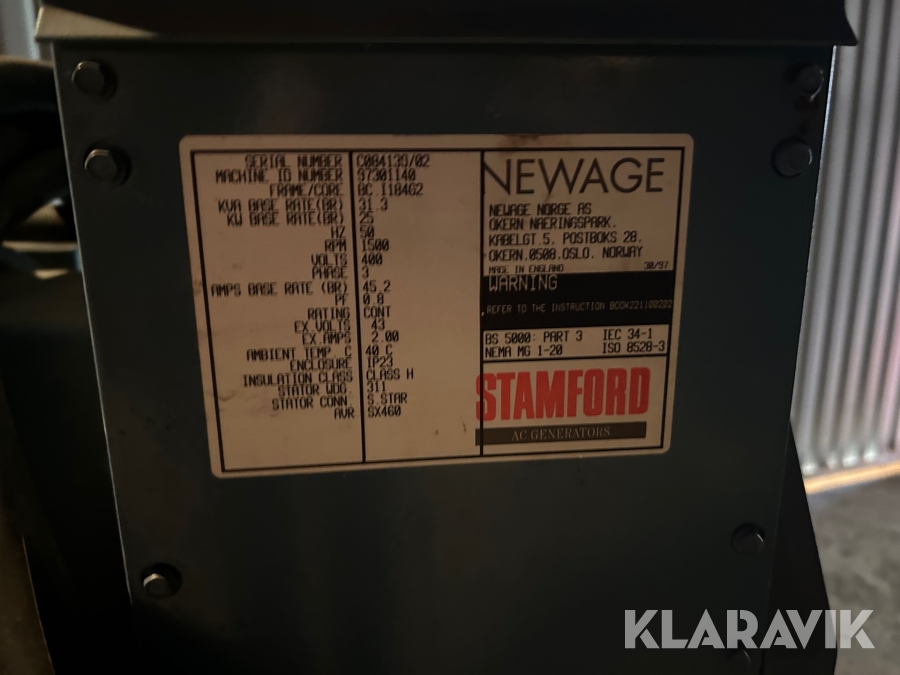 SERIAL NUMBER C084139/02
MACHINE ID NUMBER 97301140
FRAME/CORE BC I184G2
KVA BASE RATE(BR) 31.3
KW BASE RATE(BR) 25
HZ 50
RPM 1500
VOLTS 400
PHASE 3
AMPS BASE RATE (BR) 45.2
PF 0.8
RATING CONT
EX VOLTS 43
EX AMPS 2.00
AMBIENT TEMP. C 40 C
ENCLOSURE IP23
INSULATION CLASS CLASS H
STATOR WDG. 311
STATOR CONN. S.STAR
AVR SX460
NEWAGE
NEWAGE NORGE AS
OKERN NAERINGSPARK.
KABELGT.5. POSTBOKS 28.
OKERN.0508.OSLO. NORWAY
MADE IN ENGLAND 30/97
WARNING
REFER TO THE INSTRUCTION
BS 5000: PART 3 IEC 34-1
NEMA MG 1-20 ISO 8528-3
STAMFORD
AC GENERATORS
KLARAVIK